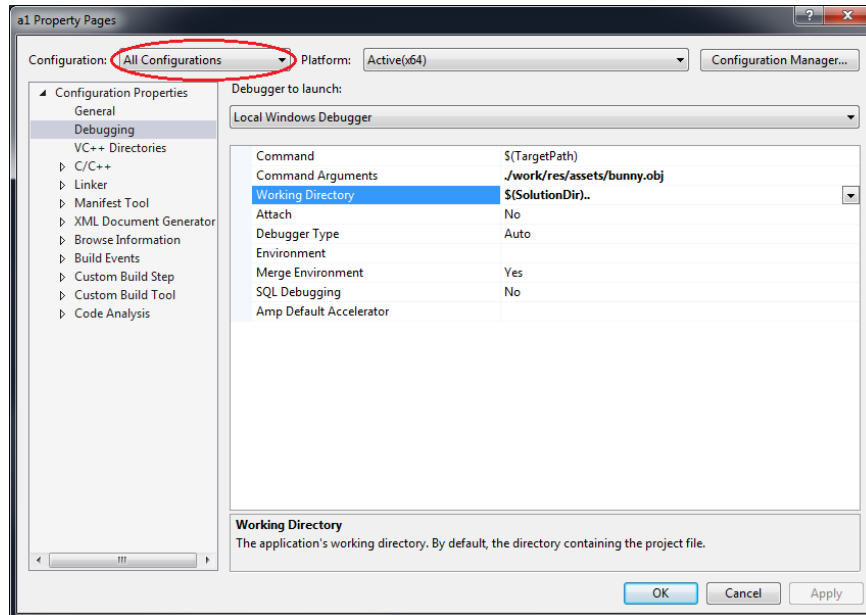 a1 Property Pages
Configuration: All Configurations Platform: Active(x64) Configuration Manager...
Configuration Properties
General
Debugging
VC++ Directories
C/C++
Linker
Manifest Tool
XML Document Generator
Browse Information
Build Events
Custom Build Step
Custom Build Tool
Code Analysis
Debugger to launch:
Local Windows Debugger
Command $(TargetPath)
Command Arguments ./work/res/assets/bunny.obj
Working Directory $(SolutionDir)..
Attach No
Debugger Type Auto
Environment
Merge Environment Yes
SQL Debugging No
Amp Default Accelerator
Working Directory
The application's working directory. By default, the directory containing the project file.
OK Cancel Apply